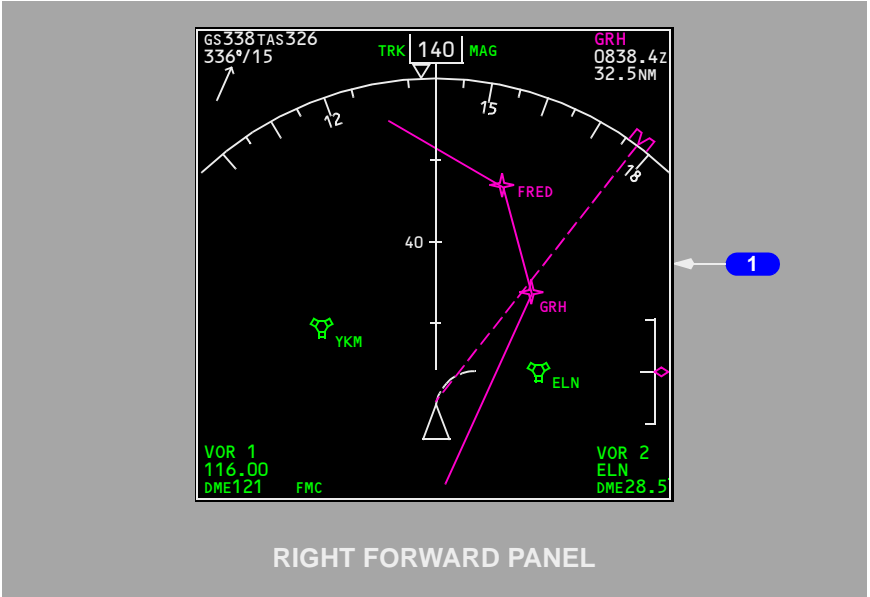 GS338TAS326
336°/15
TRK 140 MAG
GRH
0838.4Z
32.5NM
12
15
18
FRED
40
GRH
YKM
ELN
1
VOR 1
116.00
DME121
FMC
VOR 2
ELN
DME28.5
RIGHT FORWARD PANEL